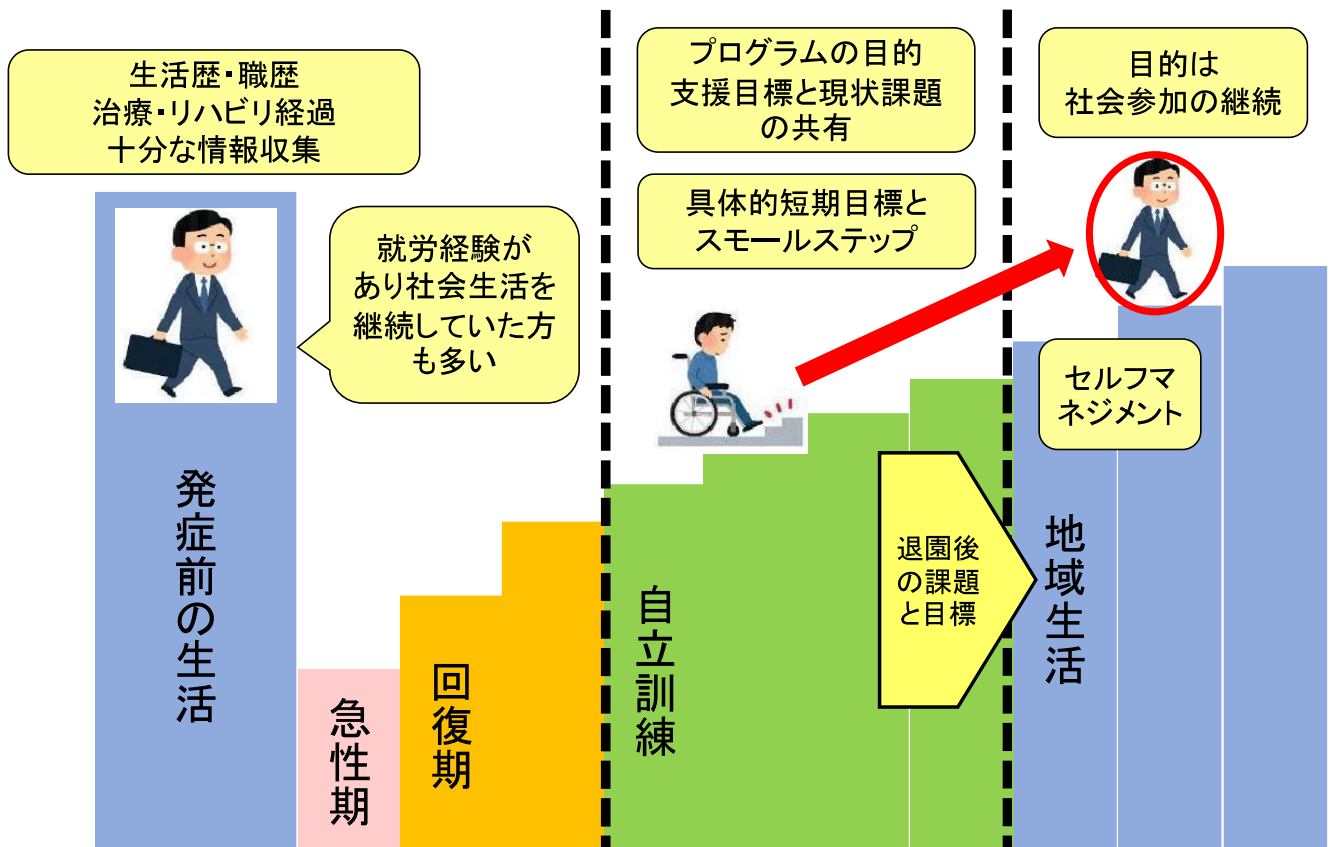 生活歴・職歴
治療・リハビリ経過
十分な情報収集
就労経験が
あり社会生活を
継続していた方
も多い
発症前の生活
急性期
回復期
プログラムの目的
支援目標と現状課題
の共有
具体的短期目標と
スモールステップ
自立訓練
退園後
の課題
と目標
目的は
社会参加の継続
セルフマ
ネジメント
地域生活